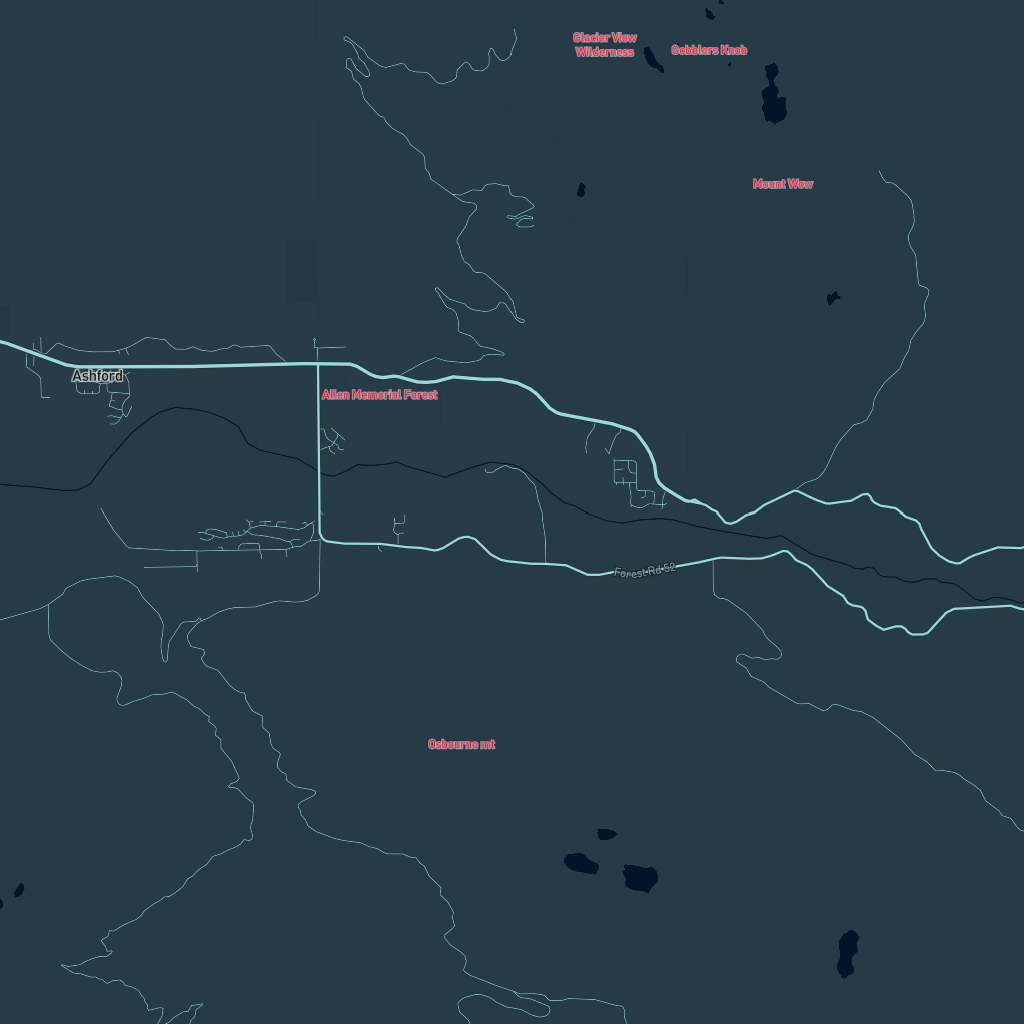 Glacier View
Wilderness
Gobblers Knob
Mount Wow
Ashford
Allen Memorial Forest
Forest Rd 52
Osbourne mt